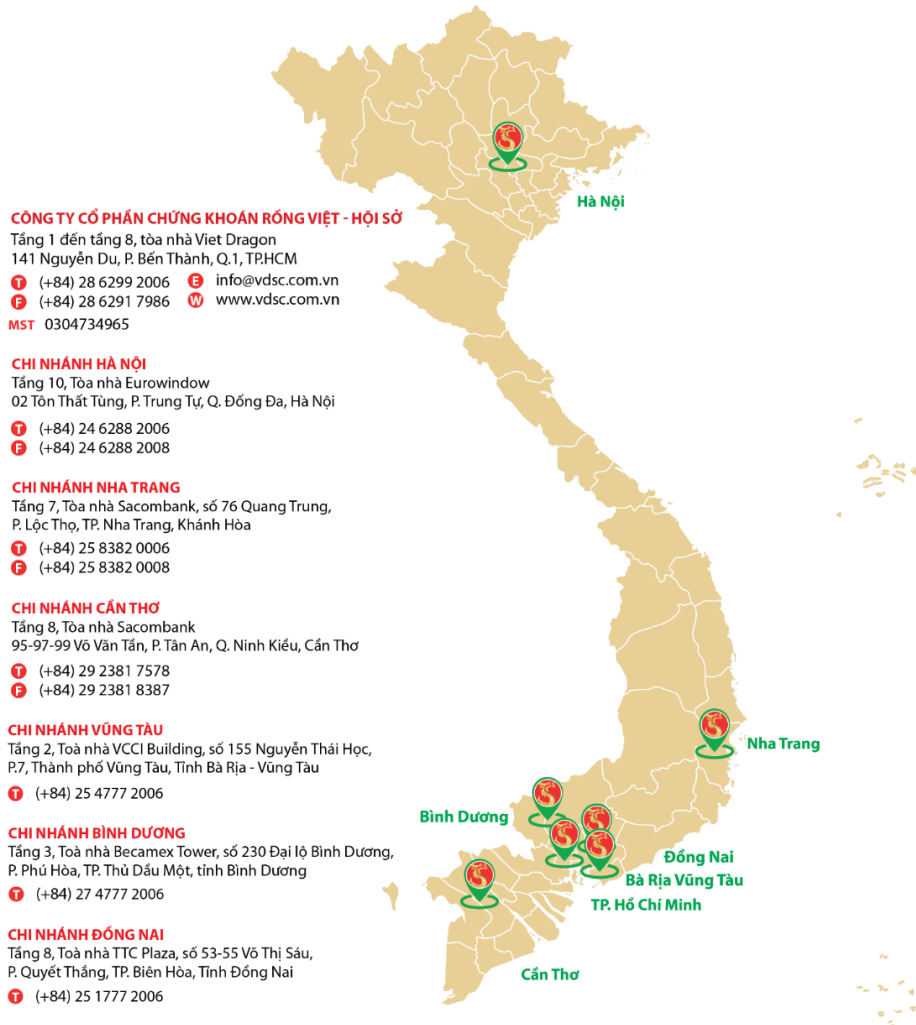 CÔNG TY CỔ PHẦN CHỨNG KHOÁN RỒNG VIỆT - HỘI SỞ
Tầng 1 đến tầng 8, tòa nhà Viet Dragon
141 Nguyễn Du, P. Bến Thành, Q.1, TP.HCM
T (+84) 28 6299 2006 E info@vdsc.com.vn
F (+84) 28 6291 7986 W www.vdsc.com.vn
MST 0304734965
CHI NHÁNH HÀ NỘI
Tầng 10, Tòa nhà Eurowindow
02 Tôn Thất Tùng, P. Trung Tự, Q. Đống Đa, Hà Nội
T (+84) 24 6288 2006
F (+84) 24 6288 2008
CHI NHÁNH NHA TRANG
Tầng 7, Tòa nhà Sacombank, số 76 Quang Trung,
P. Lộc Thọ, TP. Nha Trang, Khánh Hòa
T (+84) 25 8382 0006
F (+84) 25 8382 0008
CHI NHÁNH CẦN THƠ
Tầng 8, Tòa nhà Sacombank
95-97-99 Võ Văn Tần, P. Tân An, Q. Ninh Kiều, Cần Thơ
T (+84) 29 2381 7578
F (+84) 29 2381 8387
CHI NHÁNH VŨNG TÀU
Tầng 2, Toà nhà VCCI Building, số 155 Nguyễn Thái Học,
P.7, Thành phố Vũng Tàu, Tỉnh Bà Rịa - Vũng Tàu
T (+84) 25 4777 2006
CHI NHÁNH BÌNH DƯƠNG
Tầng 3, Toà nhà Becamex Tower, số 230 Đại lộ Bình Dương,
P. Phú Hòa, TP. Thủ Dầu Một, tỉnh Bình Dương
T (+84) 27 4777 2006
CHI NHÁNH ĐỒNG NAI
Tầng 8, Toà nhà TTC Plaza, số 53-55 Võ Thị Sáu,
P. Quyết Thắng, TP. Biên Hòa, Tỉnh Đồng Nai
T (+84) 25 1777 2006
Hà Nội
Nha Trang
Bình Dương
Đồng Nai
Bà Rịa Vũng Tàu
TP. Hồ Chí Minh
Cần Thơ